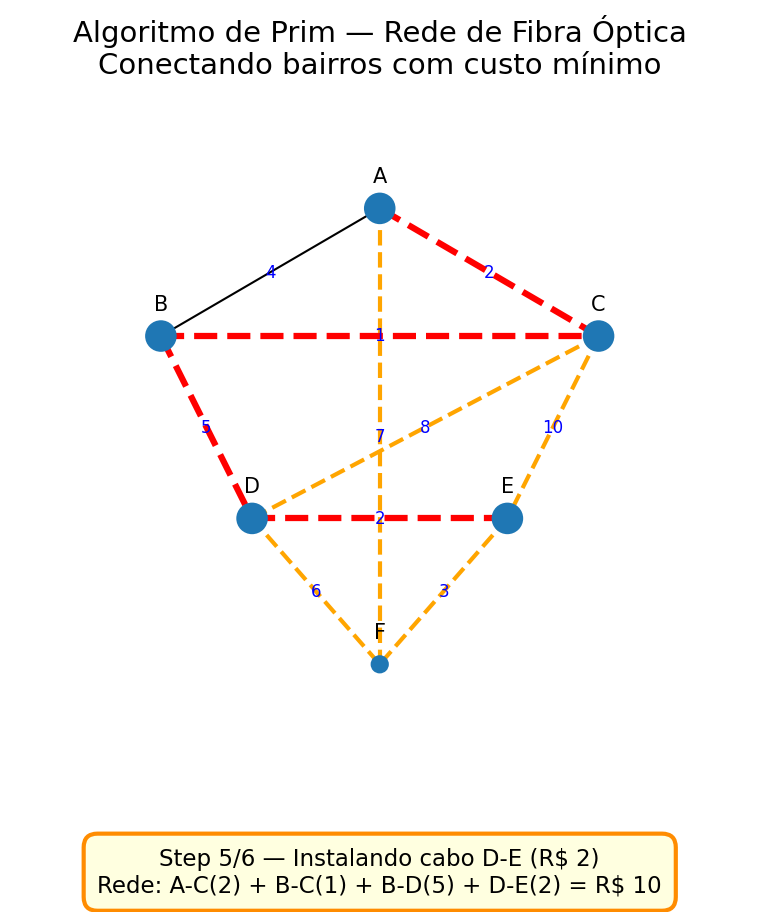 Algoritmo de Prim — Rede de Fibra Óptica
Conectando bairros com custo mínimo
A
4
2
B
C
1
5
7
8
10
D
E
2
6
3
F
Step 5/6 — Instalando cabo D-E (R$ 2)
Rede: A-C(2) + B-C(1) + B-D(5) + D-E(2) = R$ 10